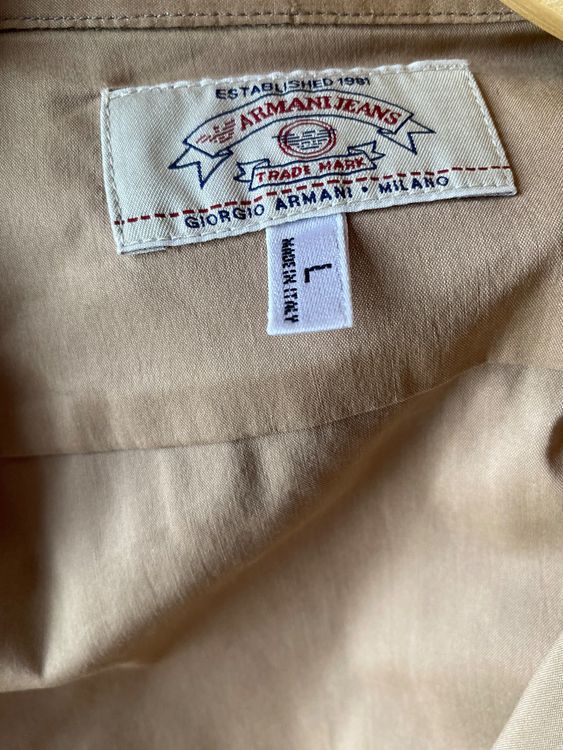 ESTABLISHED 1981
ARMANI JEANS
TRADE MARK
GIORGIO ARMANI • MILANO
L
MADE IN ITALY